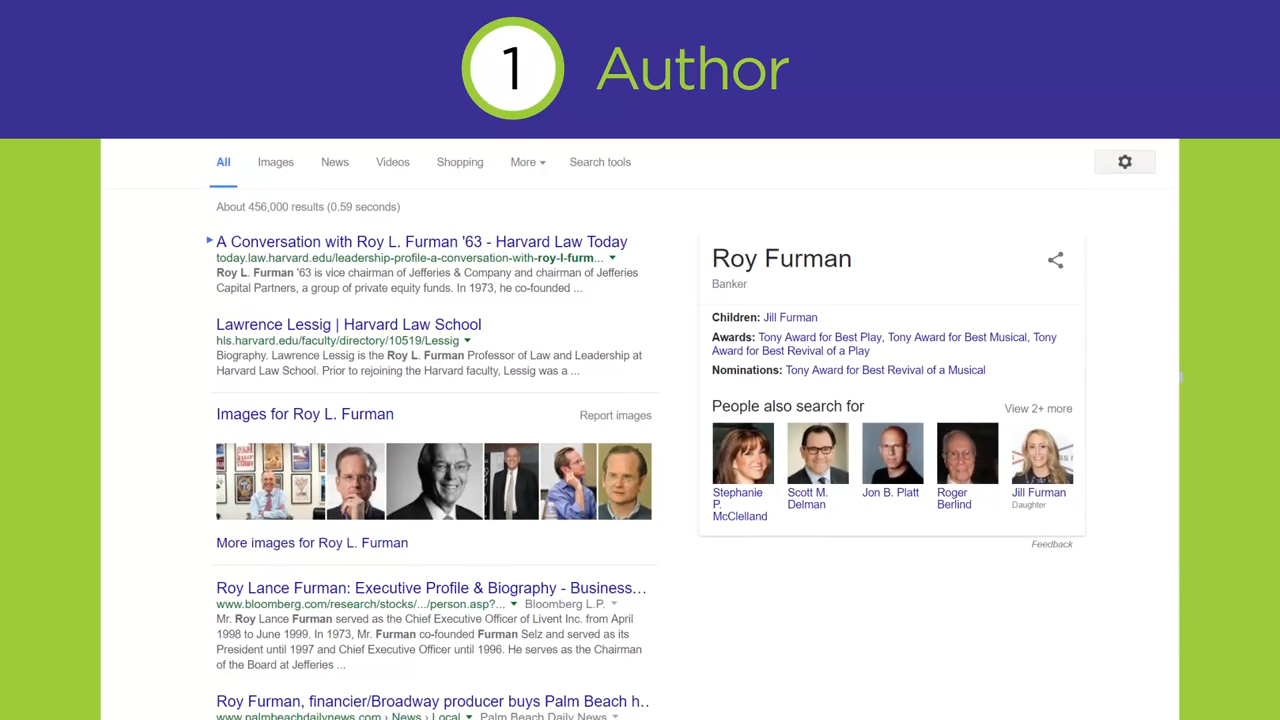 1 Author
All Images News Videos Shopping More Search tools
About 456,000 results (0.59 seconds)
A Conversation with Roy L. Furman '63 - Harvard Law Today
today.law.harvard.edu/leadership-profile-a-conversation-with-roy-l-furm...
Roy L. Furman '63 is vice chairman of Jefferies & Company and chairman of Jefferies
Capital Partners, a group of private equity funds. In 1973, he co-founded ...
Lawrence Lessig | Harvard Law School
hls.harvard.edu/faculty/directory/10519/Lessig
Biography. Lawrence Lessig is the Roy L. Furman Professor of Law and Leadership at
Harvard Law School. Prior to rejoining the Harvard faculty, Lessig was a ...
Images for Roy L. Furman Report images
More images for Roy L. Furman
Roy Lance Furman: Executive Profile & Biography - Business...
www.bloomberg.com/research/stocks/.../person.asp?... Bloomberg L.P.
Mr. Roy Lance Furman served as the Chief Executive Officer of Livent Inc. from April
1998 to June 1999. In 1973, Mr. Furman co-founded Furman Selz and served as its
President until 1997 and Chief Executive Officer until 1996. He serves as the Chairman
of the Board at Jefferies ...
Roy Furman, financier/Broadway producer buys Palm Beach h..
www.palmbeachdailynews.com › News › Local Palm Beach Daily News
Roy Furman
Banker
Children: Jill Furman
Awards: Tony Award for Best Play, Tony Award for Best Musical, Tony
Award for Best Revival of a Play
Nominations: Tony Award for Best Revival of a Musical
People also search for View 2+ more
Stephanie
P.
McClelland
Scott M.
Delman
Jon B. Platt
Roger
Berlind
Jill Furman
Daughter
Feedback